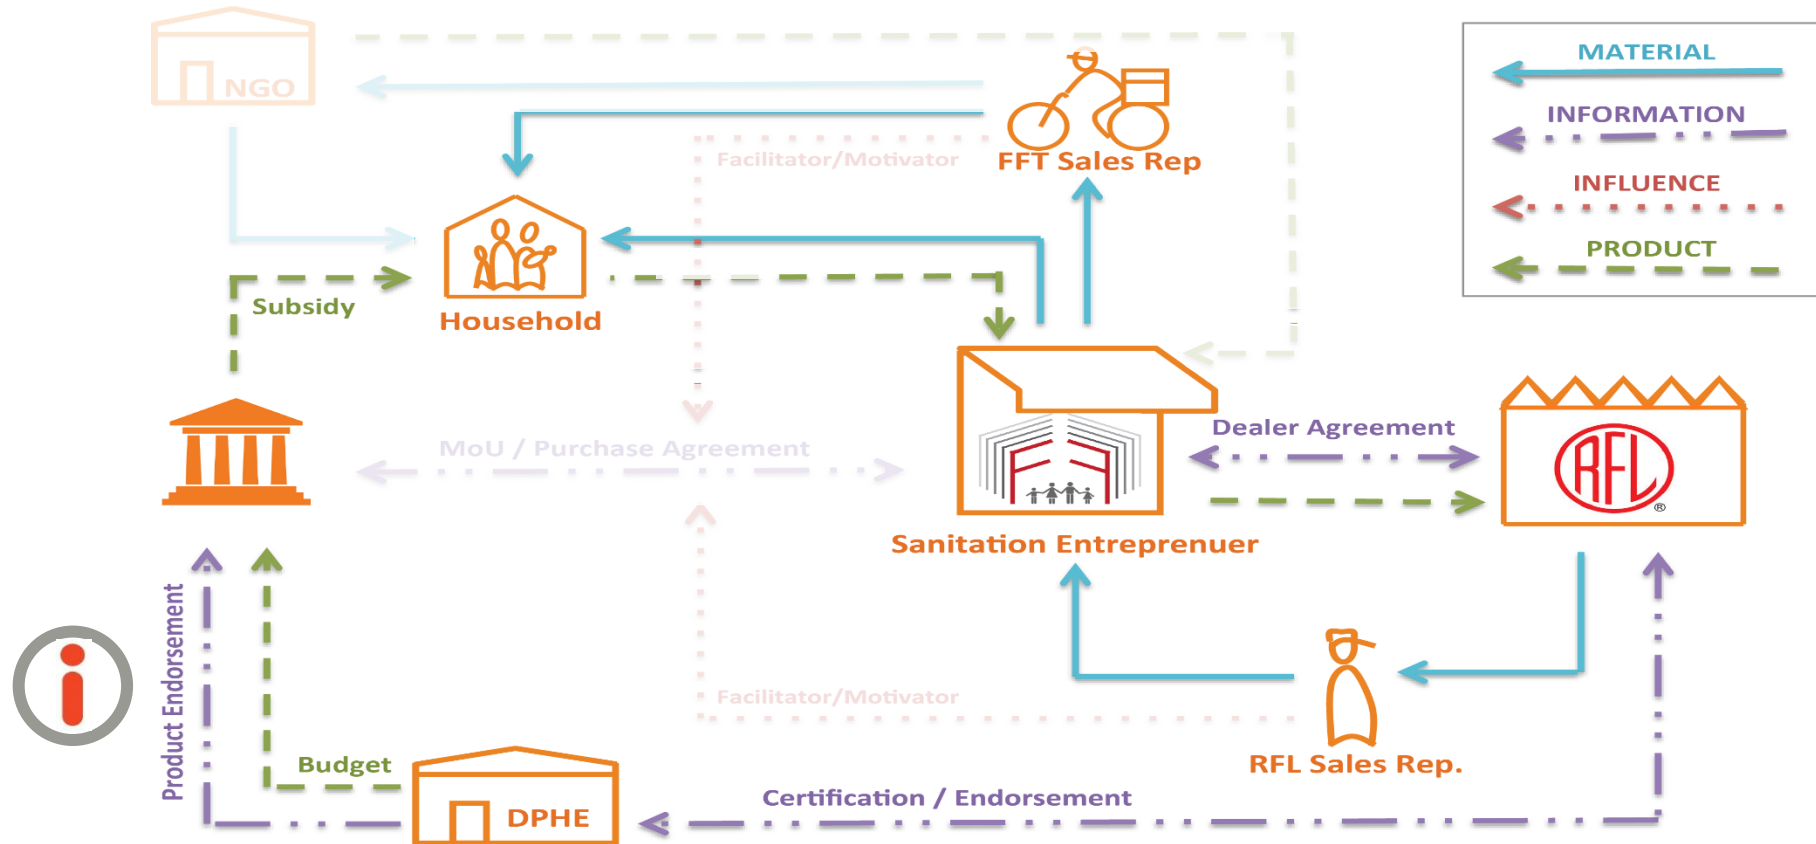 NGO
MATERIAL
INFORMATION
INFLUENCE
PRODUCT
Facilitator/Motivator
FFT Sales Rep
Subsidy
Household
MoU / Purchase Agreement
Dealer Agreement
RFL
®
Sanitation Entreprenuer
Product Endorsement
Facilitator/Motivator
Budget
RFL Sales Rep.
DPHE
Certification / Endorsement